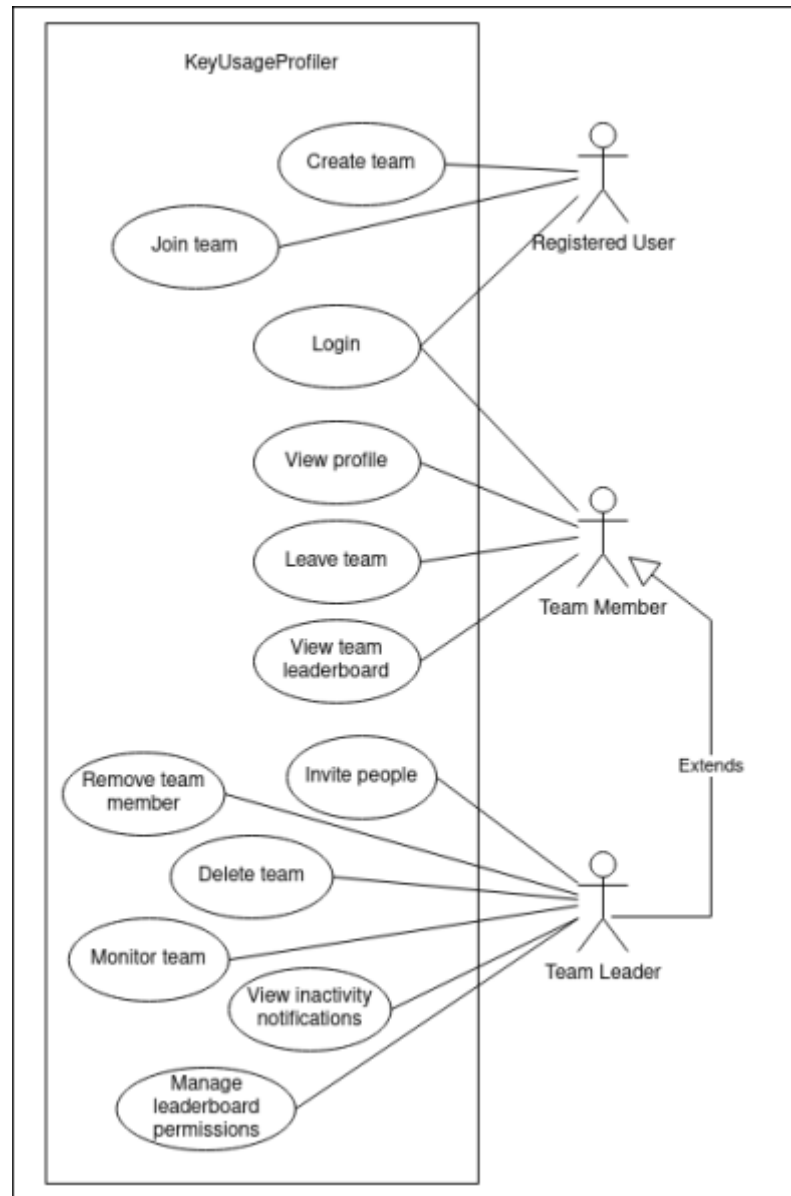 KeyUsageProfiler
Create team
Join team
Registered User
Login
View profile
Leave team
Team Member
View team
leaderboard
Invite people
Extends
Remove team
member
Delete team
Monitor team
Team Leader
View inactivity
notifications
Manage
leaderboard
permissions